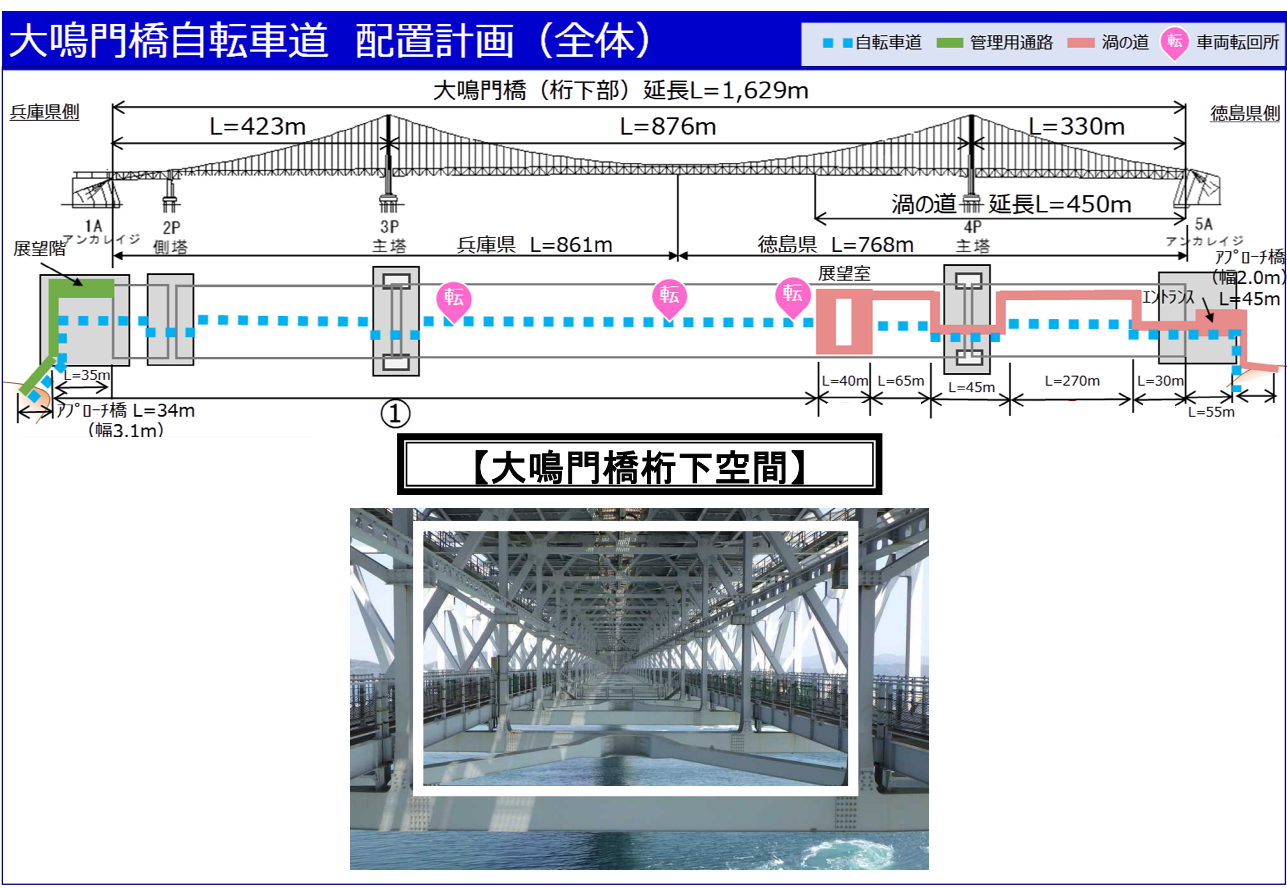 大鳴門橋自転車道 配置計画（全体）
自転車道 管理用通路 渦の道 転 車両転回所
大鳴門橋（桁下部）延長L=1,629m
兵庫県側
徳島県側
L=423m
L=876m
L=330m
渦の道 延長L=450m
1A
アンカレイジ
2P
側塔
3P
主塔
4P
主塔
5A
アンカレイジ
兵庫県 L=861m
徳島県 L=768m
展望階
展望室
エントランス
ｱﾌﾟﾛｰﾁ橋
(幅2.0m)
L=45m
転
転
転
L=35m
L=40m
L=65m
L=45m
L=270m
L=30m
L=55m
ｱﾌﾟﾛｰﾁ橋 L=34m
(幅3.1m)
①
【大鳴門橋桁下空間】